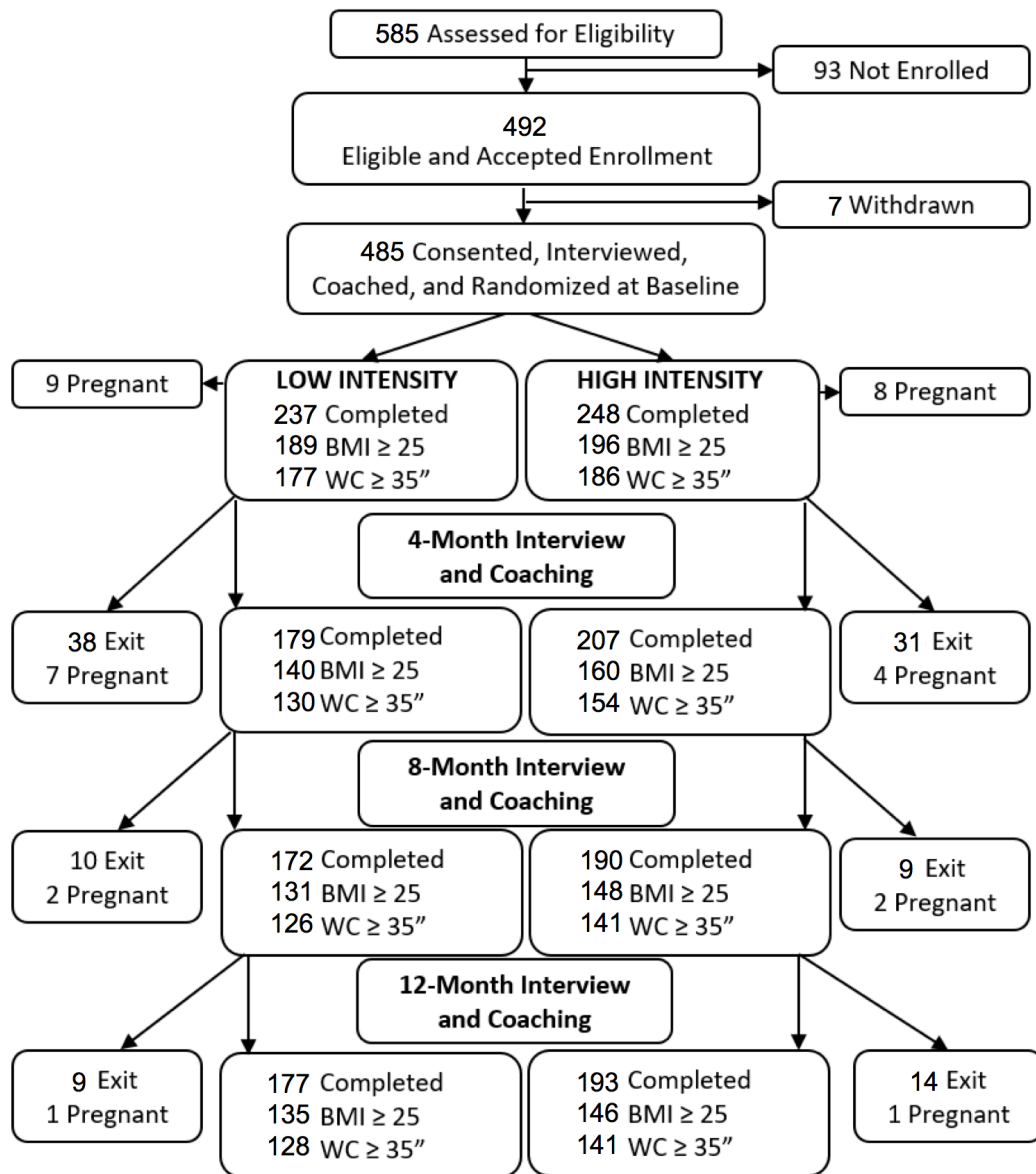 585 Assessed for Eligibility
93 Not Enrolled
492
Eligible and Accepted Enrollment
7 Withdrawn
485 Consented, Interviewed,
Coached, and Randomized at Baseline
9 Pregnant
LOW INTENSITY
237 Completed
189 BMI ≥ 25
177 WC ≥ 35”
HIGH INTENSITY
248 Completed
196 BMI ≥ 25
186 WC ≥ 35”
8 Pregnant
4-Month Interview
and Coaching
38 Exit
7 Pregnant
179 Completed
140 BMI ≥ 25
130 WC ≥ 35”
207 Completed
160 BMI ≥ 25
154 WC ≥ 35”
31 Exit
4 Pregnant
8-Month Interview
and Coaching
10 Exit
2 Pregnant
172 Completed
131 BMI ≥ 25
126 WC ≥ 35”
190 Completed
148 BMI ≥ 25
141 WC ≥ 35”
9 Exit
2 Pregnant
12-Month Interview
and Coaching
9 Exit
1 Pregnant
177 Completed
135 BMI ≥ 25
128 WC ≥ 35”
193 Completed
146 BMI ≥ 25
141 WC ≥ 35”
14 Exit
1 Pregnant